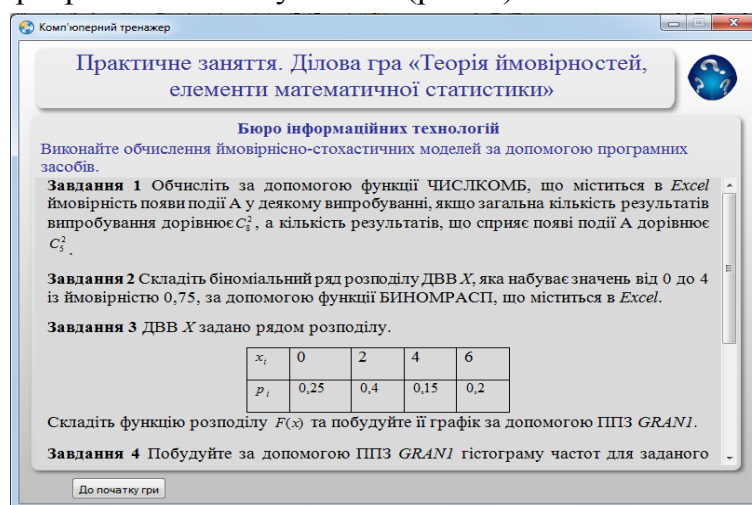 Комп'юперний тренажер
Практичне заняття. Ділова гра «Теорія ймовірностей,
елементи математичної статистики»
Бюро інформаційних технологій
Виконайте обчислення ймовірнісно-стохастичних моделей за допомогою програмних
засобів.
Завдання 1 Обчисліть за допомогою функції ЧИСЛКОМБ, що міститься в Excel
ймовірність появи події А у деякому випробуванні, якщо загальна кількість результатів
випробування дорівнює C₈², а кількість результатів, що сприяє появі події А дорівнює
C₅².
Завдання 2 Складіть біноміальний ряд розподілу ДВВ X, яка набуває значень від 0 до 4
із ймовірністю 0,75, за допомогою функції БИНОМРАСП, що міститься в Excel.
Завдання 3 ДВВ X задано рядом розподілу.
xᵢ 0 2 4 6
pᵢ 0,25 0,4 0,15 0,2
Складіть функцію розподілу F(x) та побудуйте її графік за допомогою ППЗ GRAN1.
Завдання 4 Побудуйте за допомогою ППЗ GRAN1 гістограму частот для заданого
До початку гри